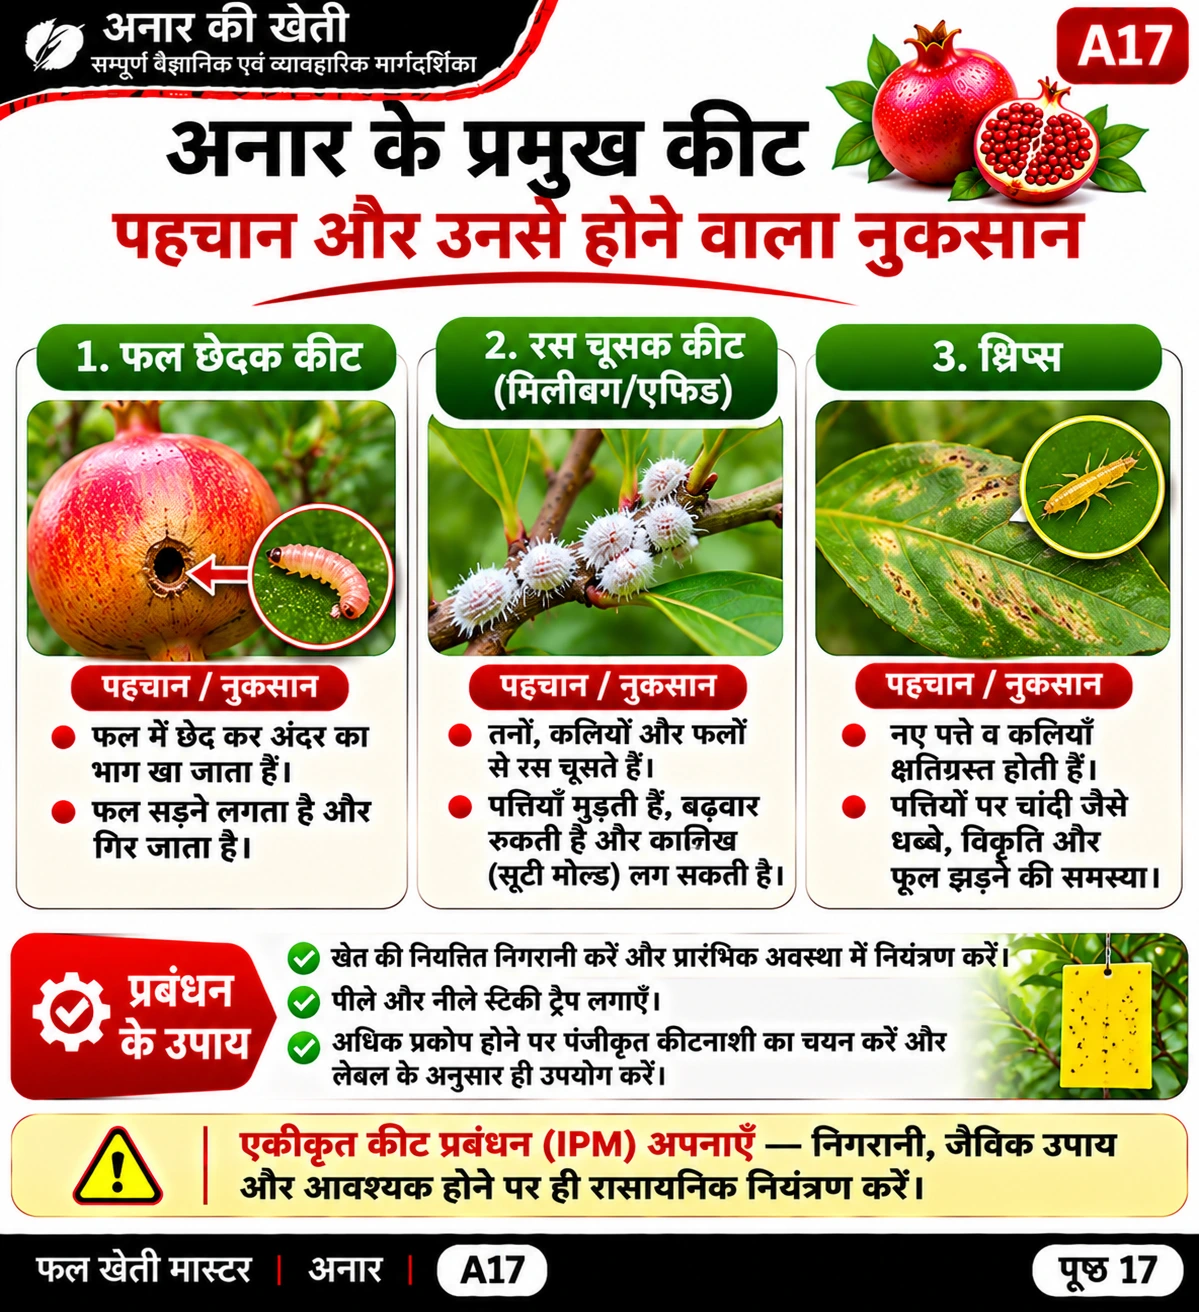 अनार की खेती
सम्पूर्ण वैज्ञानिक एवं व्यावहारिक मार्गदर्शिका
A17
अनार के प्रमुख कीट
पहचान और उनसे होने वाला नुकसान
1. फल छेदक कीट
पहचान / नुकसान
फल में छेद कर अंदर का
भाग खा जाता हैं।
फल सड़ने लगता है और
गिर जाता है।
2. रस चूसक कीट
(मिलीबग/एफिड)
पहचान / नुकसान
तनों, कलियों और फलों
से रस चूसते हैं।
पत्तियाँ मुड़ती हैं, बढ़वार
रुकती है और
(सूटी मोल्ड) लग सकती है।
3. थ्रिप्स
पहचान / नुकसान
नए पत्ते व कलियाँ
क्षतिग्रस्त होती हैं।
पत्तियों पर चांदी जैसे
धब्बे, विकृति और
फूल झड़ने की समस्या।
प्रबंधन
के उपाय
खेत की नियत्तित निगरानी करें और प्रारंभिक अवस्था में नियंत्रण करें।
पीले और नीले स्टिकी ट्रैप लगाएँ।
अधिक प्रकोप होने पर पंजीकृत कीटनाशी का चयन करें और
लेबल के अनुसार ही उपयोग करें।
एकीकृत कीट प्रबंधन (IPM) अपनाएँ — निगरानी, जैविक उपाय
और आवश्यक होने पर ही रासायनिक नियंत्रण करें।
फल खेती मास्टर | अनार | A17
पृष्ठ 17